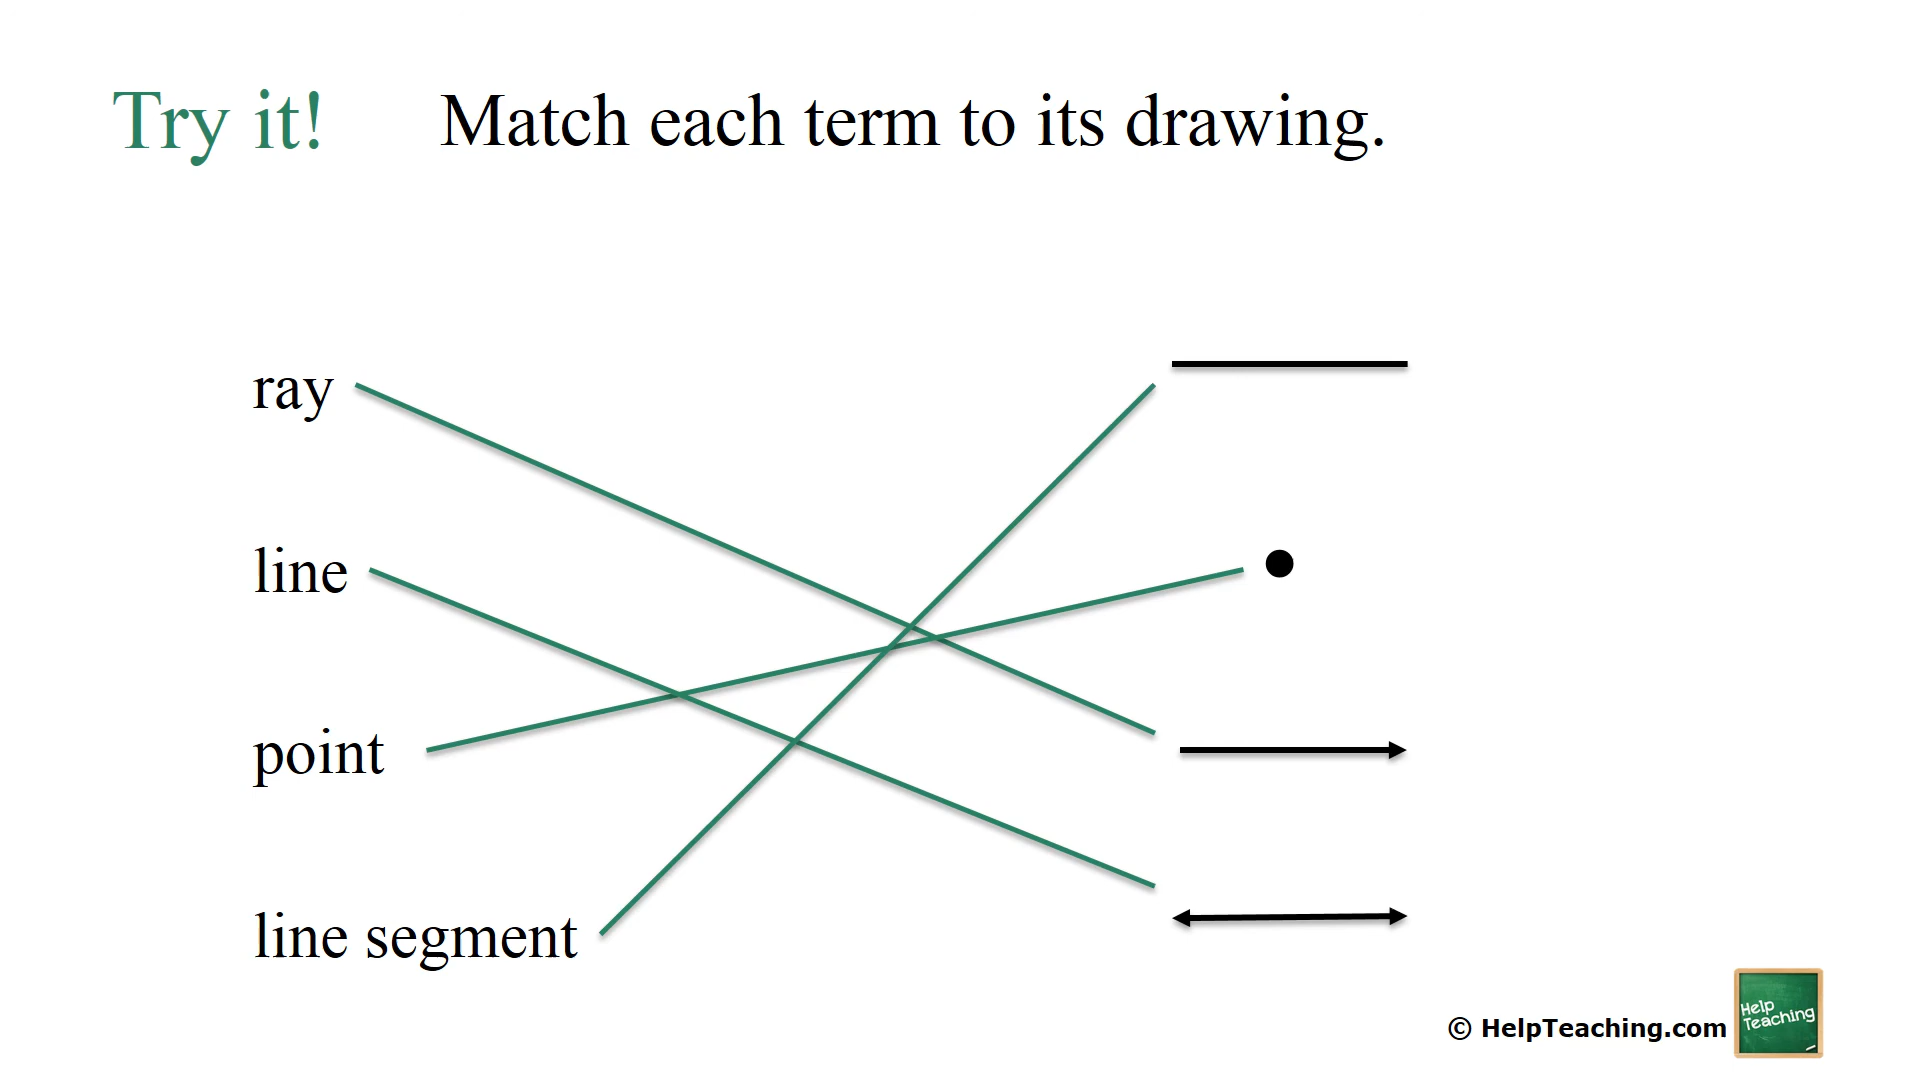 Try it! Match each term to its drawing.
ray
line
point
line segment
© HelpTeaching.com
Help
Teaching